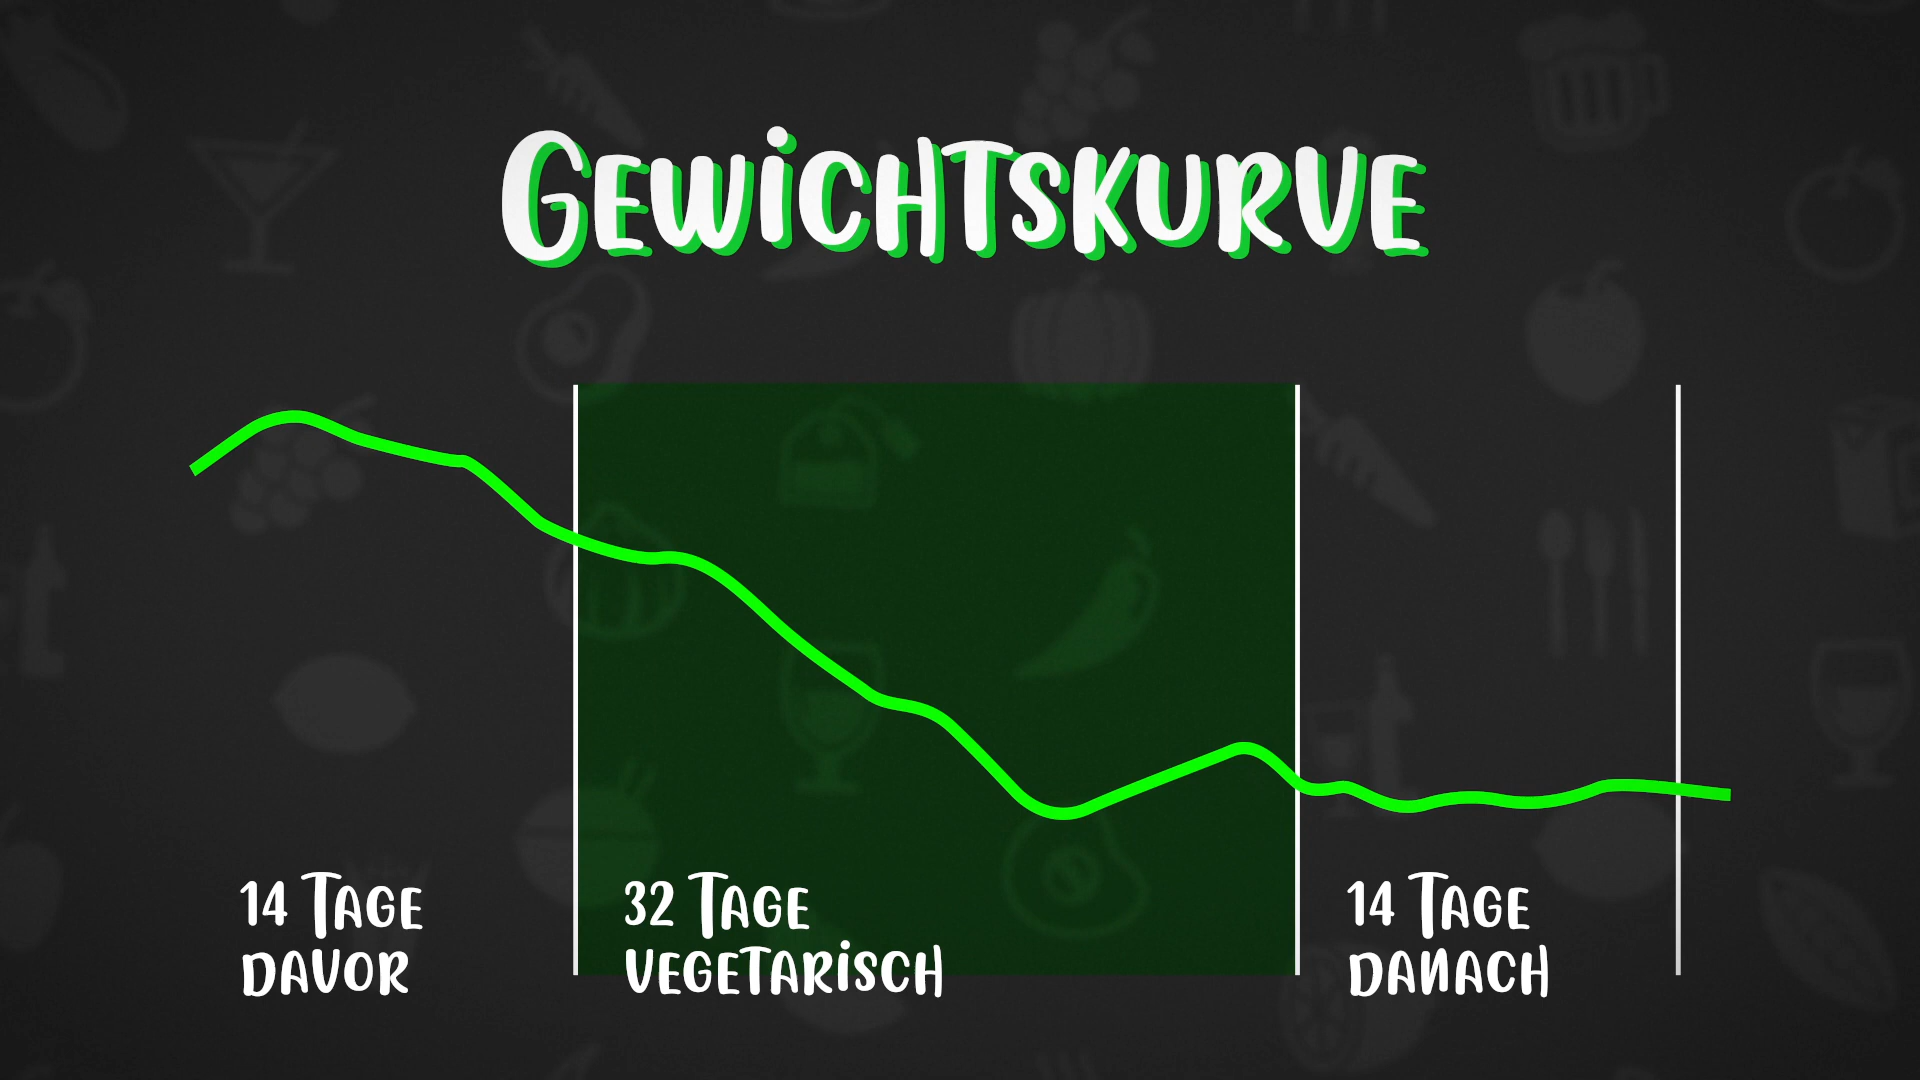 GEWICHTSKURVE
14 TAGE
DAVOR
32 TAGE
VEGETARISCH
14 TAGE
DANACH